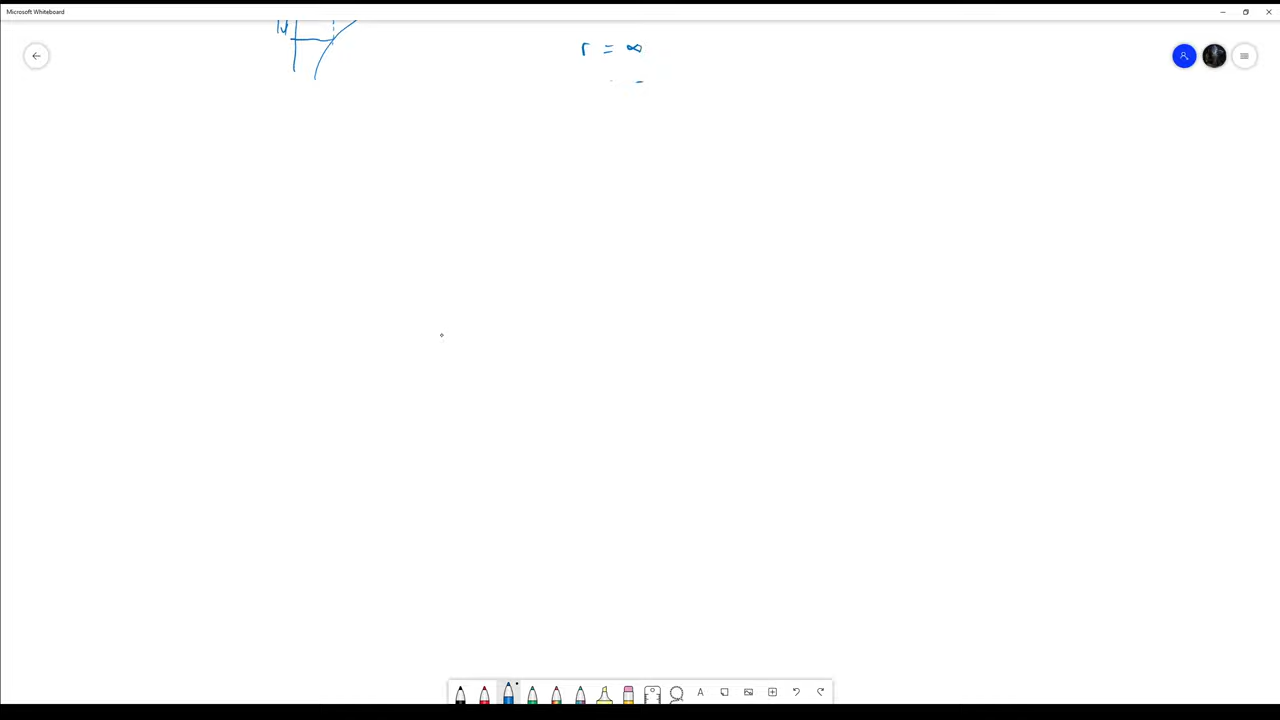 Microsoft Whiteboard
r = ∞
A